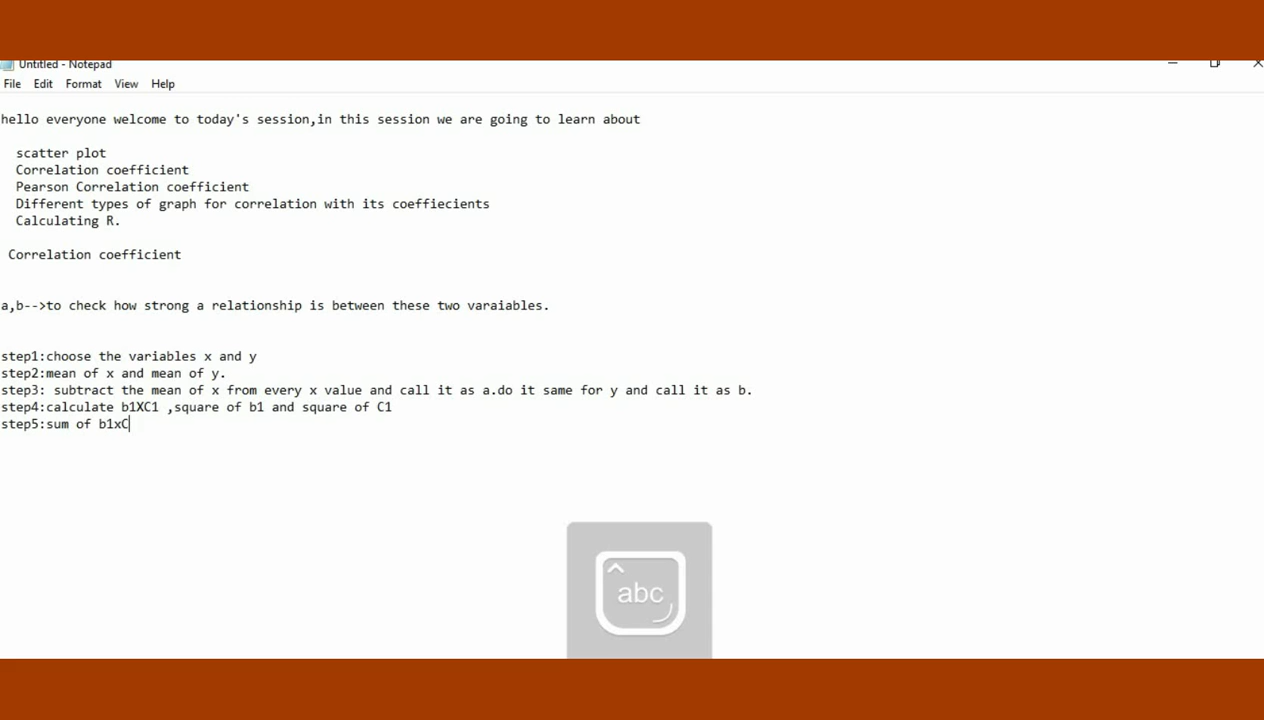 Untitled - Notepad
File Edit Format View Help
hello everyone welcome to today's session,in this session we are going to learn about
scatter plot
Correlation coefficient
Pearson Correlation coefficient
Different types of graph for correlation with its coeffiecients
Calculating R.
Correlation coefficient
a,b-->to check how strong a relationship is between these two varaiables.
step1:choose the variables x and y
step2:mean of x and mean of y.
step3: subtract the mean of x from every x value and call it as a.do it same for y and call it as b.
step4:calculate b1XC1 ,square of b1 and square of C1
step5:sum of b1xC
abc